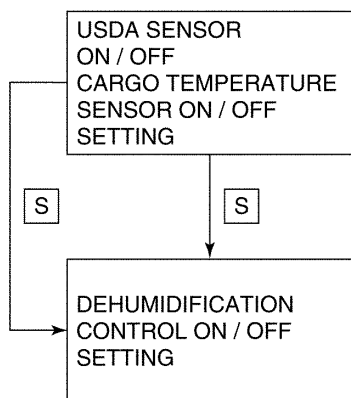 USDA SENSOR
ON / OFF
CARGO TEMPERATURE
SENSOR ON / OFF
SETTING
S
S
DEHUMIDIFICATION
CONTROL ON / OFF
SETTING